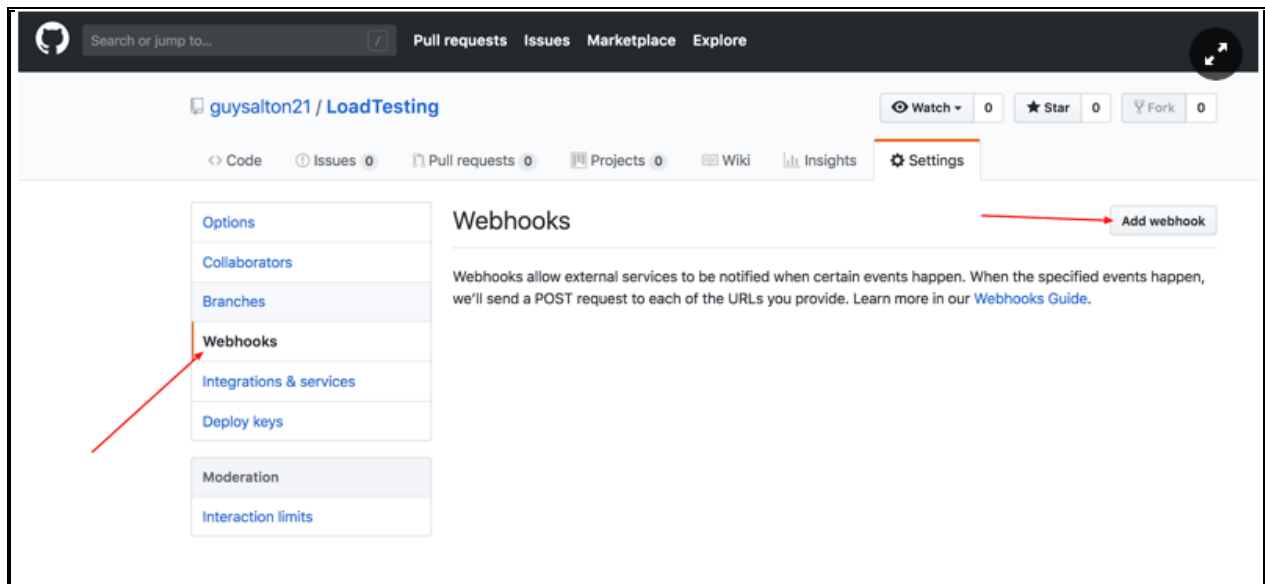 Search or jump to... / Pull requests Issues Marketplace Explore
guysalton21 / LoadTesting
Watch 0 Star 0 Fork 0
Code Issues 0 Pull requests 0 Projects 0 Wiki Insights Settings
Options
Collaborators
Branches
Webhooks
Integrations & services
Deploy keys
Moderation
Interaction limits
Webhooks
Add webhook
Webhooks allow external services to be notified when certain events happen. When the specified events happen,
we'll send a POST request to each of the URLs you provide. Learn more in our Webhooks Guide.